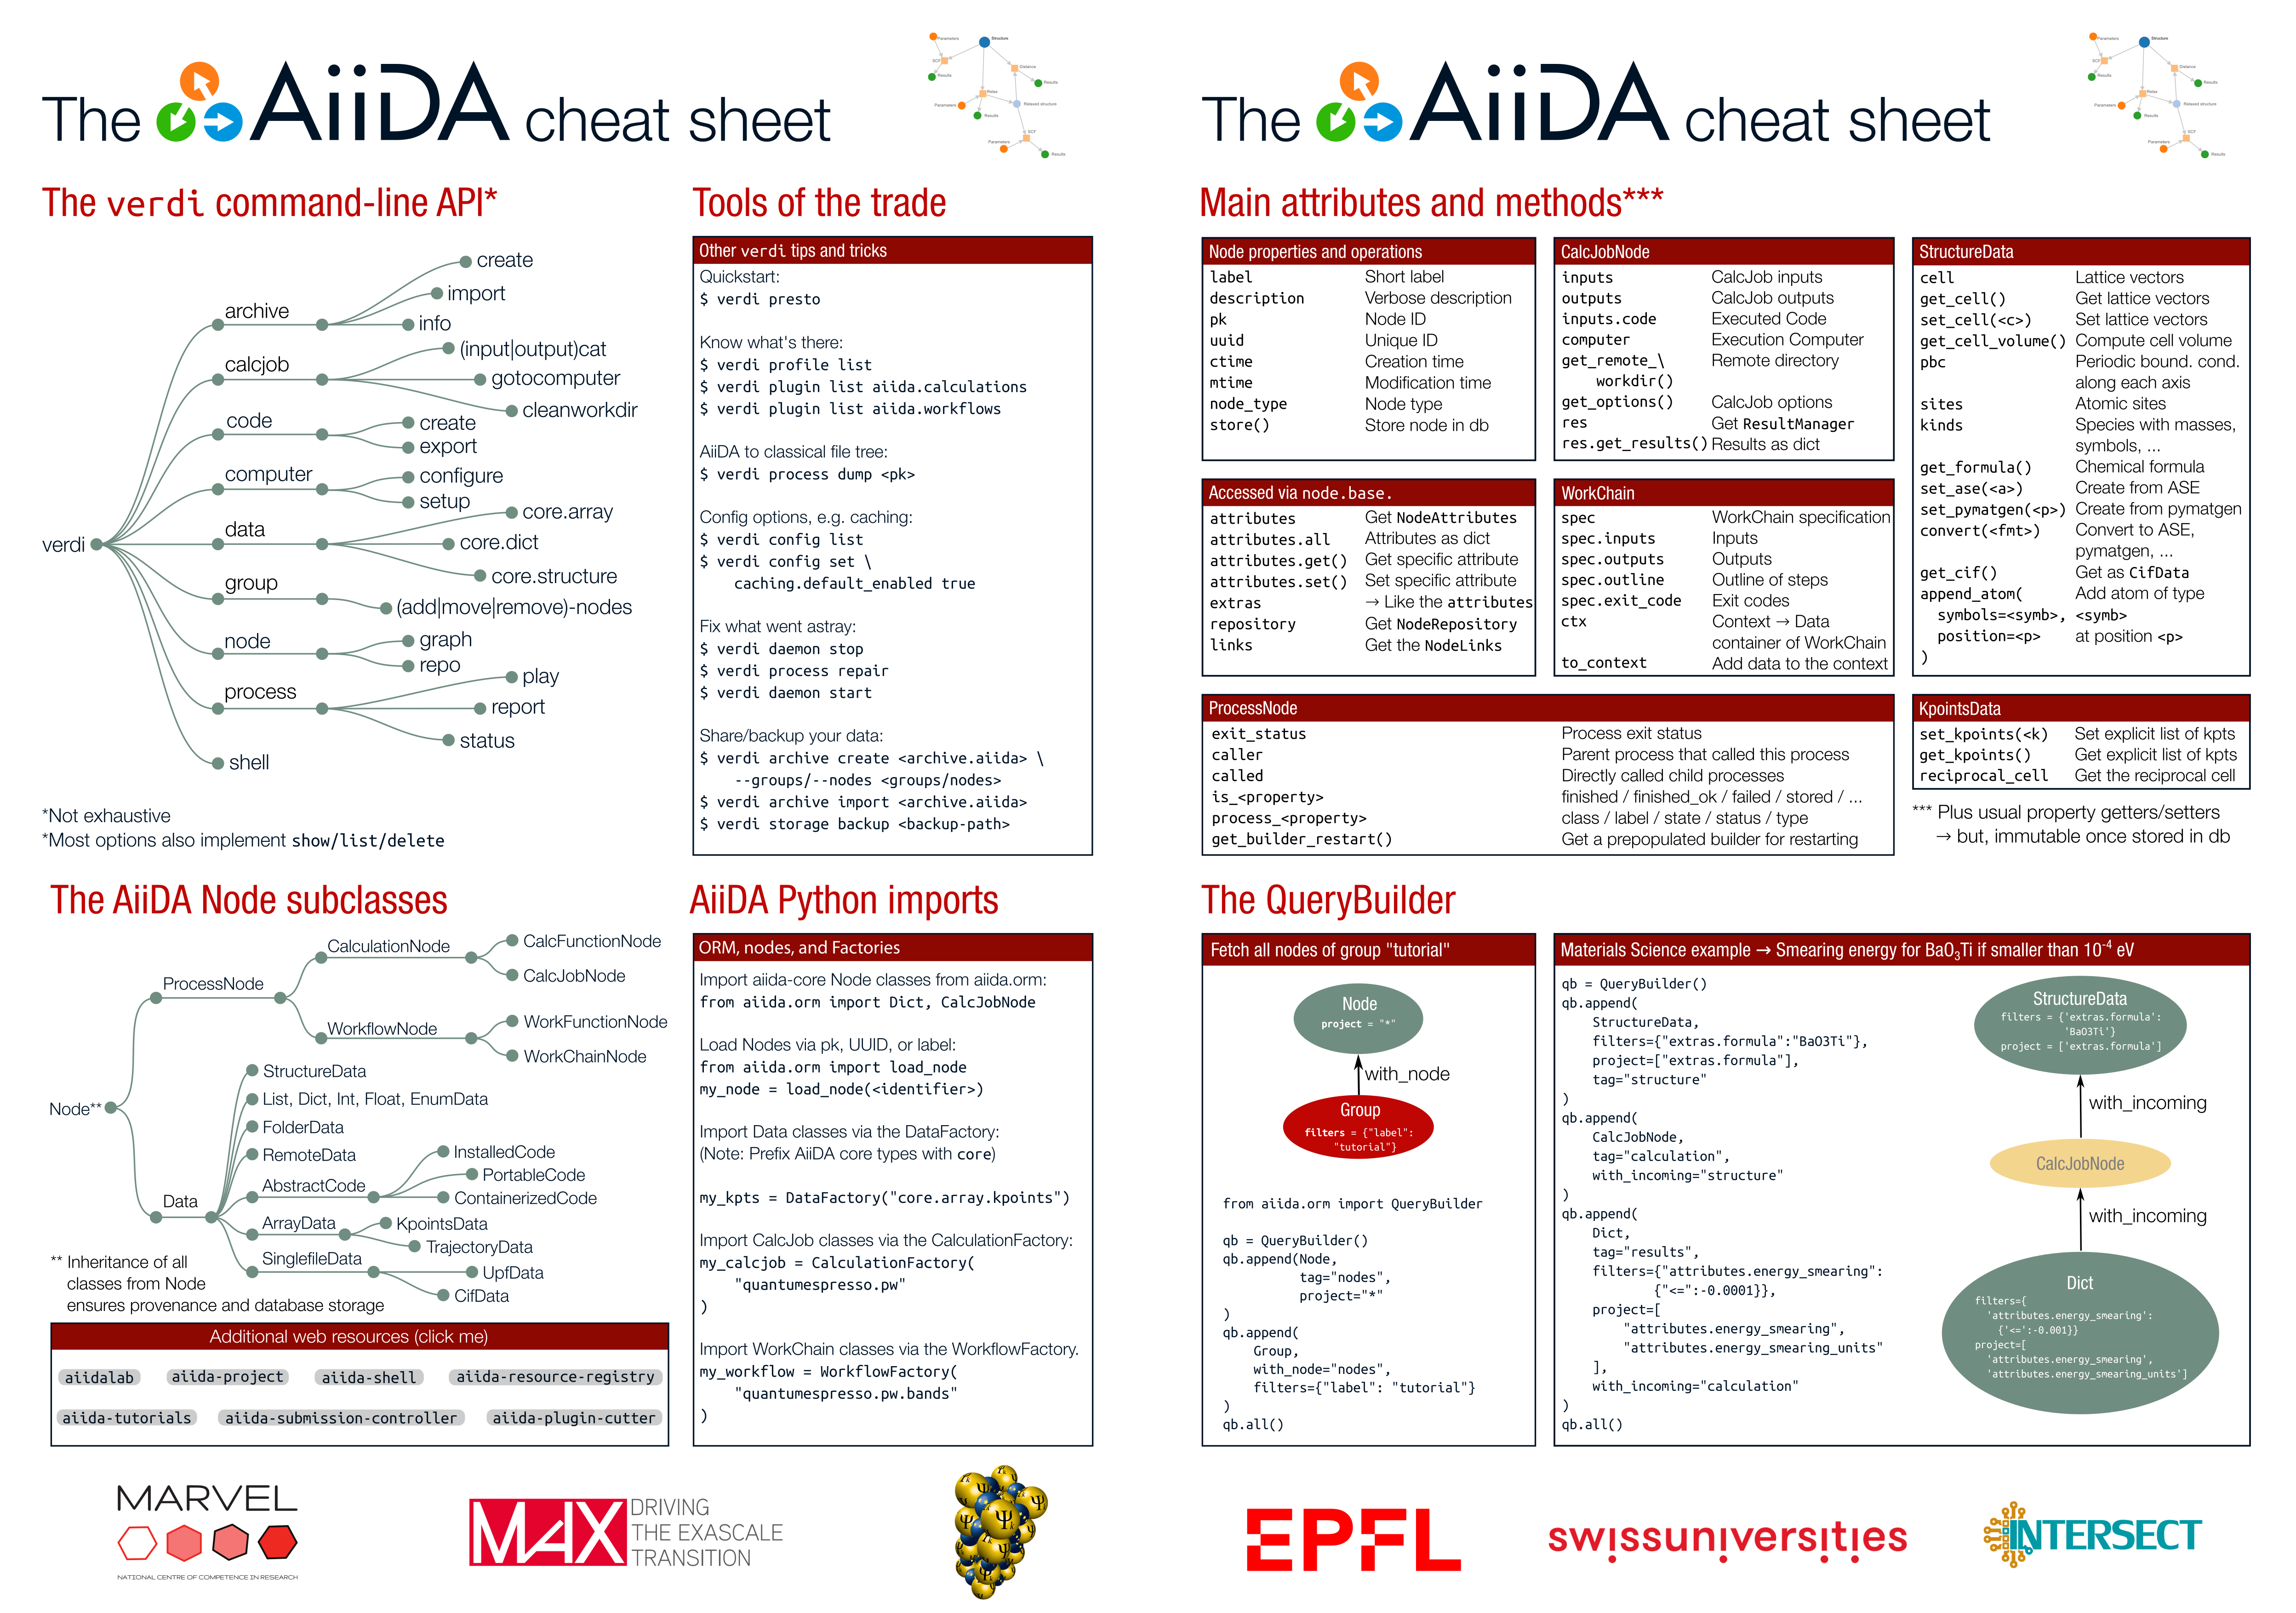 The AiiDA cheat sheet
Parameters
Structure
SCF
Results
Distance
Results
Relax
Parameters
Relaxed structure
Results
SCF
Parameters
Results
The verdi command-line API*
verdi
archive
create
import
info
calcjob
(input|output)cat
gotocomputer
cleanworkdir
code
create
export
computer
configure
setup
data
core.array
core.dict
core.structure
group
(add|move|remove)-nodes
node
graph
repo
process
play
report
status
shell
*Not exhaustive
*Most options also implement show/list/delete
Tools of the trade
Other verdi tips and tricks
Quickstart:
$ verdi presto
Know what's there:
$ verdi profile list
$ verdi plugin list aiida.calculations
$ verdi plugin list aiida.workflows
AiiDA to classical file tree:
$ verdi process dump <pk>
Config options, e.g. caching:
$ verdi config list
$ verdi config set \
caching.default_enabled true
Fix what went astray:
$ verdi daemon stop
$ verdi process repair
$ verdi daemon start
Share/backup your data:
$ verdi archive create <archive.aiida> \
--groups/--nodes <groups/nodes>
$ verdi archive import <archive.aiida>
$ verdi storage backup <backup-path>
The AiiDA Node subclasses
Node**
ProcessNode
CalculationNode
CalcFunctionNode
CalcJobNode
WorkflowNode
WorkFunctionNode
WorkChainNode
Data
StructureData
List, Dict, Int, Float, EnumData
FolderData
RemoteData
AbstractCode
InstalledCode
PortableCode
ContainerizedCode
ArrayData
KpointsData
TrajectoryData
SinglefileData
UpfData
CifData
** Inheritance of all
classes from Node
ensures provenance and database storage
Additional web resources (click me)
aiidalab aiida-project aiida-shell aiida-resource-registry
aiida-tutorials aiida-submission-controller aiida-plugin-cutter
AiiDA Python imports
ORM, nodes, and Factories
Import aiida-core Node classes from aiida.orm:
from aiida.orm import Dict, CalcJobNode
Load Nodes via pk, UUID, or label:
from aiida.orm import load_node
my_node = load_node(<identifier>)
Import Data classes via the DataFactory:
(Note: Prefix AiiDA core types with core)
my_kpts = DataFactory("core.array.kpoints")
Import CalcJob classes via the CalculationFactory:
my_calcjob = CalculationFactory(
"quantumespresso.pw"
)
Import WorkChain classes via the WorkflowFactory.
my_workflow = WorkflowFactory(
"quantumespresso.pw.bands"
)
MARVEL
NATIONAL CENTRE OF COMPETENCE IN RESEARCH
MAX DRIVING
THE EXASCALE
TRANSITION
Ψk
The AiiDA cheat sheet
Parameters
Structure
SCF
Results
Distance
Results
Relax
Parameters
Relaxed structure
Results
SCF
Parameters
Results
Main attributes and methods***
Node properties and operations
label Short label
description Verbose description
pk Node ID
uuid Unique ID
ctime Creation time
mtime Modification time
node_type Node type
store() Store node in db
CalcJobNode
inputs CalcJob inputs
outputs CalcJob outputs
inputs.code Executed Code
computer Execution Computer
get_remote_\ Remote directory
workdir()
get_options() CalcJob options
res Get ResultManager
res.get_results() Results as dict
StructureData
cell Lattice vectors
get_cell() Get lattice vectors
set_cell(<c>) Set lattice vectors
get_cell_volume() Compute cell volume
pbc Periodic bound. cond.
along each axis
sites Atomic sites
kinds Species with masses,
symbols, ...
get_formula() Chemical formula
set_ase(<a>) Create from ASE
set_pymatgen(<p>) Create from pymatgen
convert(<fmt>) Convert to ASE,
pymatgen, ...
get_cif() Get as CifData
append_atom( Add atom of type
symbols=<symb>, <symb>
position=<p> at position <p>
)
Accessed via node.base.
attributes Get NodeAttributes
attributes.all Attributes as dict
attributes.get() Get specific attribute
attributes.set() Set specific attribute
extras → Like the attributes
repository Get NodeRepository
links Get the NodeLinks
WorkChain
spec WorkChain specification
spec.inputs Inputs
spec.outputs Outputs
spec.outline Outline of steps
spec.exit_code Exit codes
ctx Context → Data
container of WorkChain
to_context Add data to the context
ProcessNode
exit_status Process exit status
caller Parent process that called this process
called Directly called child processes
is_<property> finished / finished_ok / failed / stored / ...
process_<property> class / label / state / status / type
get_builder_restart() Get a prepopulated builder for restarting
KpointsData
set_kpoints(<k) Set explicit list of kpts
get_kpoints() Get explicit list of kpts
reciprocal_cell Get the reciprocal cell
*** Plus usual property getters/setters
→ but, immutable once stored in db
The QueryBuilder
Fetch all nodes of group "tutorial"
Node
project = "*"
with_node
Group
filters = {"label":
"tutorial"}
from aiida.orm import QueryBuilder
qb = QueryBuilder()
qb.append(Node,
tag="nodes",
project="*"
)
qb.append(
Group,
with_node="nodes",
filters={"label": "tutorial"}
)
qb.all()
Materials Science example → Smearing energy for BaO3Ti if smaller than 10-4 eV
qb = QueryBuilder()
qb.append(
StructureData,
filters={"extras.formula":"BaO3Ti"},
project=["extras.formula"],
tag="structure"
)
qb.append(
CalcJobNode,
tag="calculation",
with_incoming="structure"
)
qb.append(
Dict,
tag="results",
filters={"attributes.energy_smearing":
{"<=":-0.0001}},
project=[
"attributes.energy_smearing",
"attributes.energy_smearing_units"
],
with_incoming="calculation"
)
qb.all()
StructureData
filters = {'extras.formula':
'BaO3Ti'}
project = ['extras.formula']
with_incoming
CalcJobNode
with_incoming
Dict
filters={
'attributes.energy_smearing':
{'<=':-0.001}}
project=[
'attributes.energy_smearing',
'attributes.energy_smearing_units']
EPFL
swissuniversities
INTERSECT